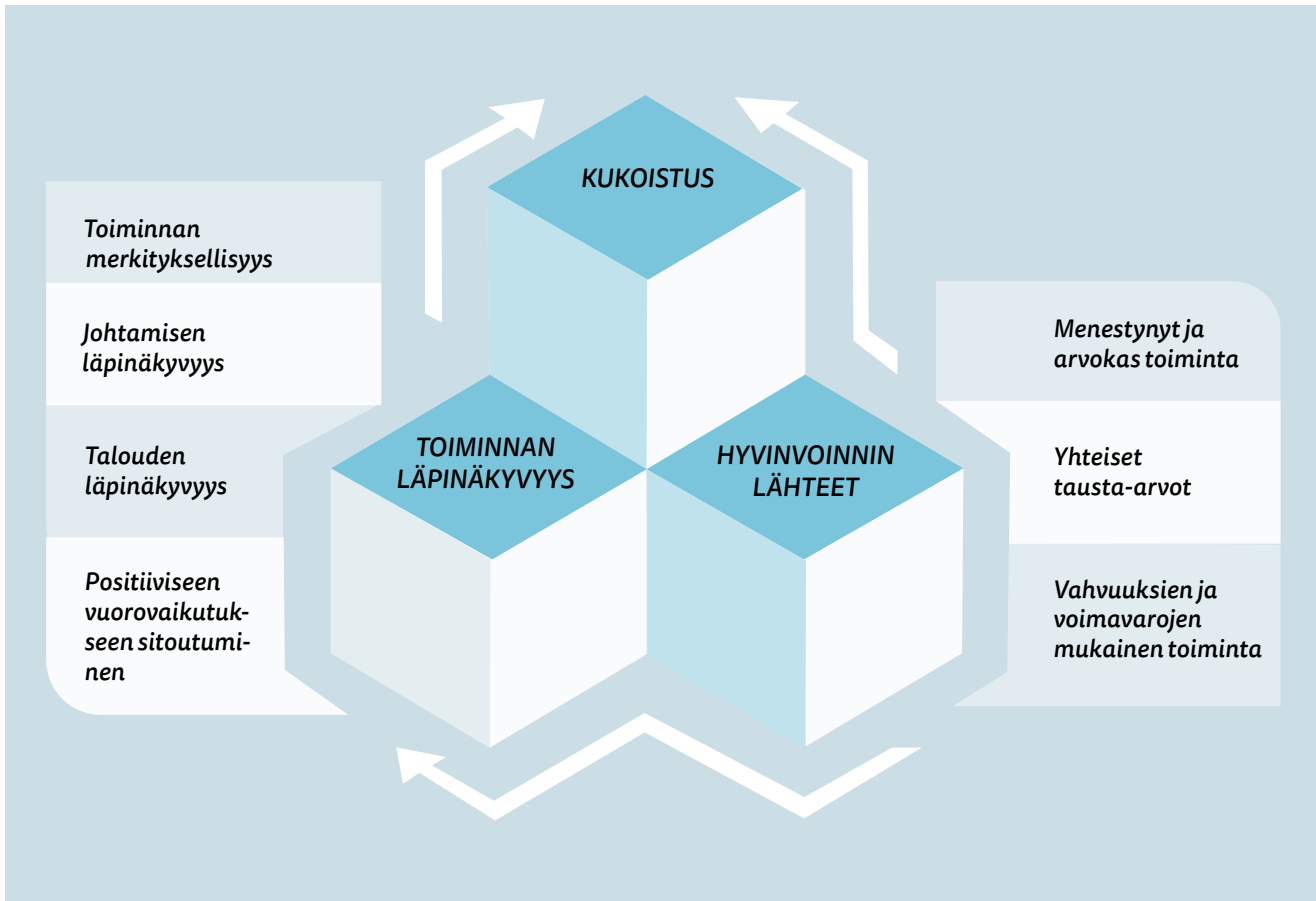 KUKOISTUS
Toiminnan
merkityksellisyys
Johtamisen
läpinäkyvyys
Talouden
läpinäkyvyys
Positiiviseen
vuorovaikutuk-
seen sitoutumi-
nen
TOIMINNAN
LÄPINÄKYVYYS
HYVINVOINNIN
LÄHTEET
Menestynyt ja
arvokas toiminta
Yhteiset
tausta-arvot
Vahvuuksien ja
voimavarojen
mukainen toiminta